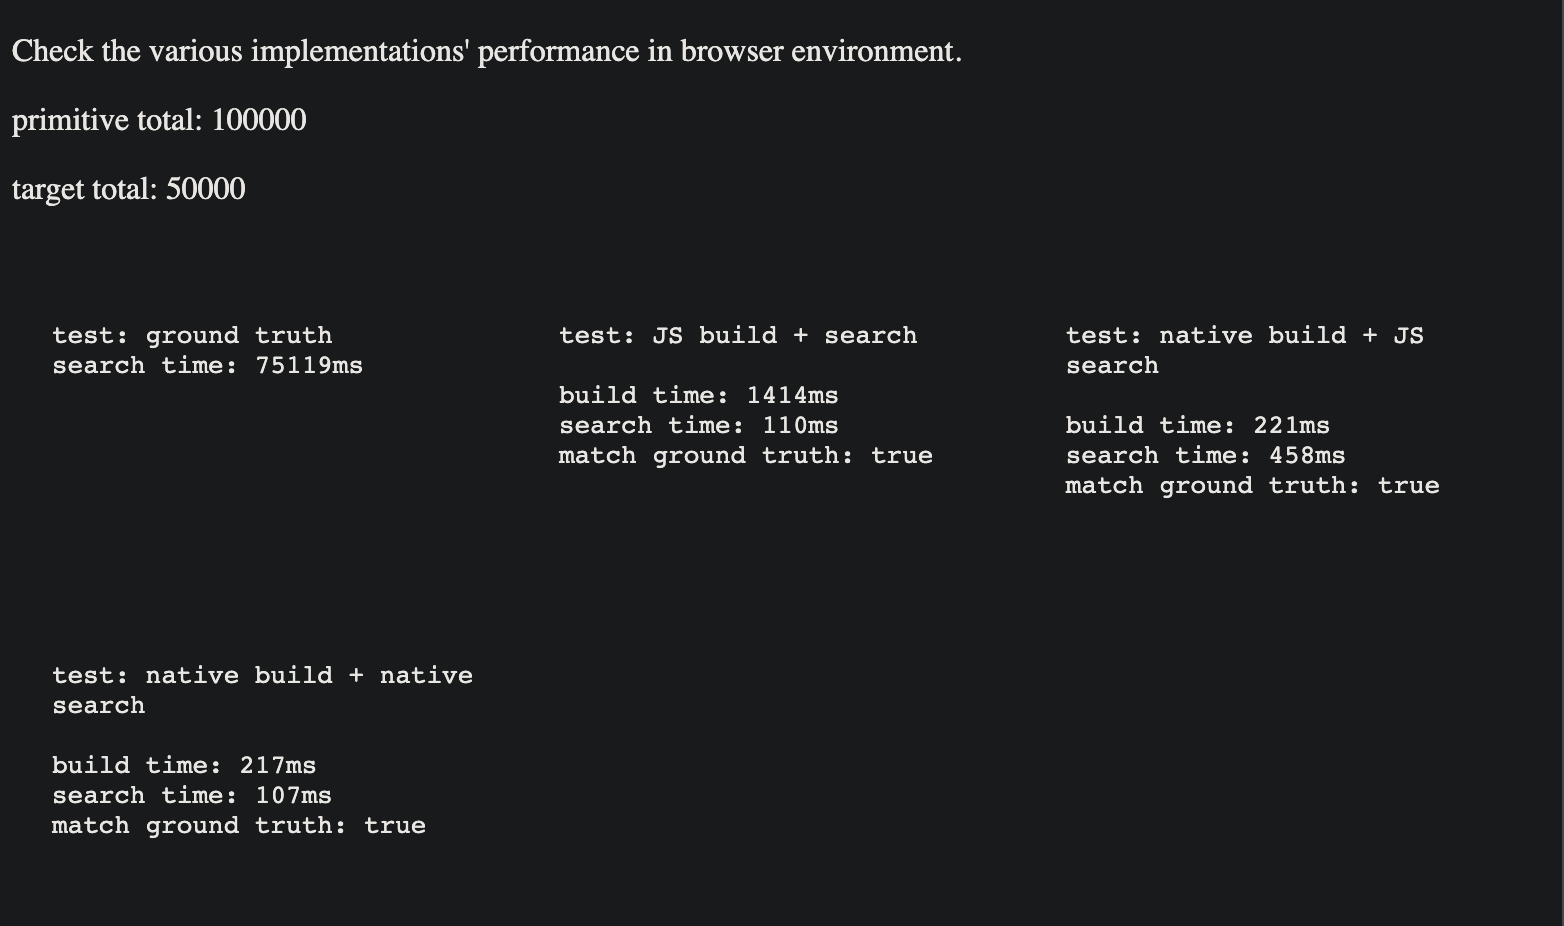 Check the various implementations' performance in browser environment.
primitive total: 100000
target total: 50000
test: ground truth
search time: 75119ms
test: JS build + search
build time: 1414ms
search time: 110ms
match ground truth: true
test: native build + JS
search
build time: 221ms
search time: 458ms
match ground truth: true
test: native build + native
search
build time: 217ms
search time: 107ms
match ground truth: true